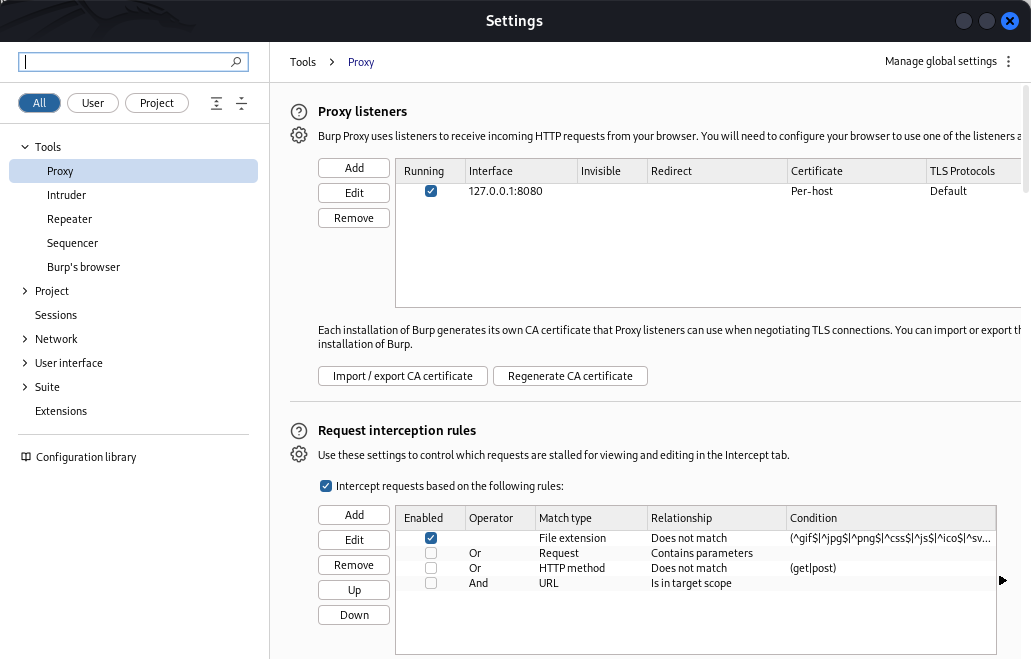 Settings
Tools > Proxy
Manage global settings
All User Project
Tools
Proxy
Intruder
Repeater
Sequencer
Burp's browser
Project
Sessions
Network
User interface
Suite
Extensions
Configuration library
Proxy listeners
Burp Proxy uses listeners to receive incoming HTTP requests from your browser. You will need to configure your browser to use one of the listeners a
Add
Edit
Remove
Running Interface Invisible Redirect Certificate TLS Protocols
127.0.0.1:8080 Per-host Default
Each installation of Burp generates its own CA certificate that Proxy listeners can use when negotiating TLS connections. You can import or export th
installation of Burp.
Import / export CA certificate Regenerate CA certificate
Request interception rules
Use these settings to control which requests are stalled for viewing and editing in the Intercept tab.
Intercept requests based on the following rules:
Add
Edit
Remove
Up
Down
Enabled Operator Match type Relationship Condition
File extension Does not match (^gif$|^jpg$|^png$|^css$|^js$|^ico$|^sv...
Or Request Contains parameters
Or HTTP method Does not match (get|post)
And URL Is in target scope